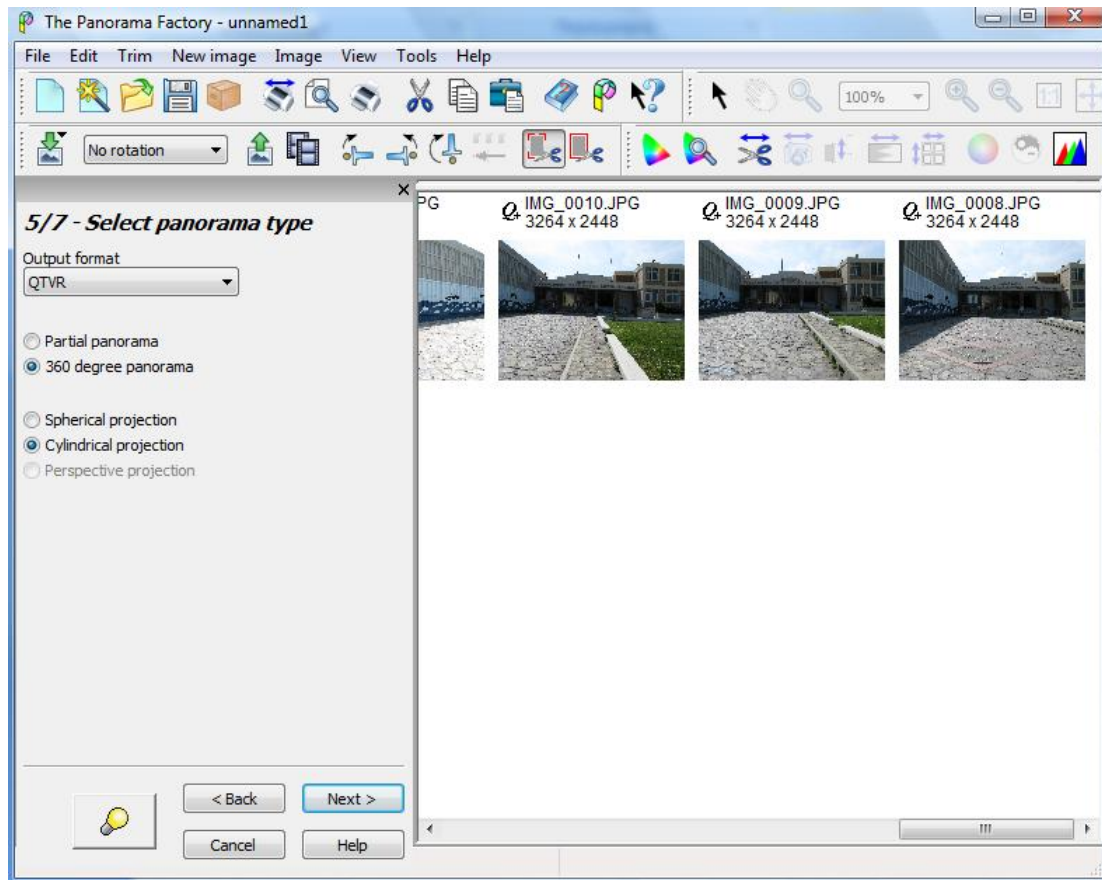 The Panorama Factory - unnamed1
File Edit Trim New image Image View Tools Help
100%
No rotation
5/7 - Select panorama type
Output format
QTVR
Partial panorama
360 degree panorama
Spherical projection
Cylindrical projection
Perspective projection
< Back Next >
Cancel Help
PG
IMG_0010.JPG
3264 x 2448
IMG_0009.JPG
3264 x 2448
IMG_0008.JPG
3264 x 2448